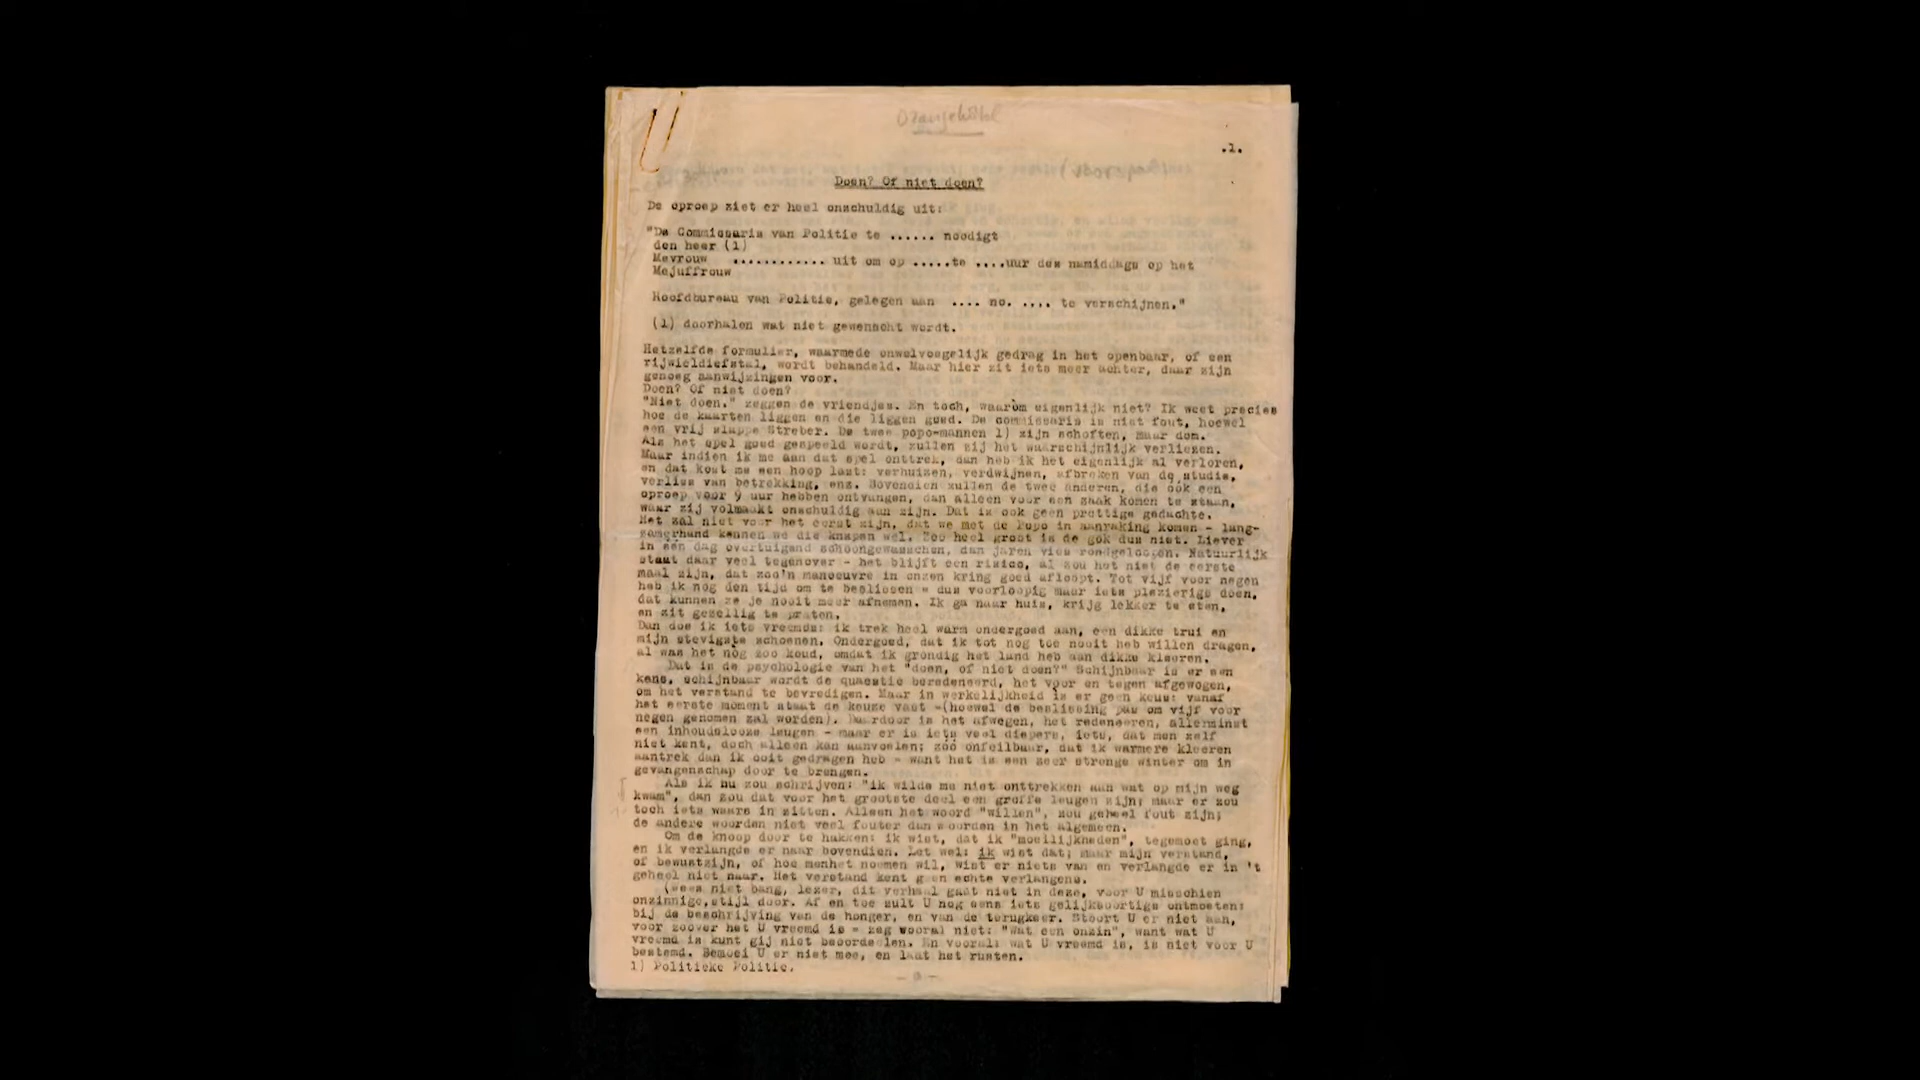 .1.
Doen? Of niet doen?
De oproep ziet er heel onschuldig uit:
"De Commissaris van Politie te ...... noodigt
den heer (1)
Mevrouw ............ uit om op .....te ....uur des namiddags op het
Mejuffrouw
Hoofdbureau van Politie, gelegen aan .... no. .... te verschijnen."
(1) doorhalen wat niet gewenscht wordt.
Hetzelfde formulier, waarmede onwelvoegelijk gedrag in het openbaar, of een
rijwieldiefstal, wordt behandeld. Maar hier zit iets meer achter, daar zijn
genoeg aanwijzingen voor.
Doen? Of niet doen?
"Niet doen," zeggen de vriendjes. En toch, waaròm eigenlijk niet? Ik weet precies
hoe de kaarten liggen en die liggen goed. De commissaris is niet fout, hoewel
een vrij slappe Streber. De twee popo-mannen 1) zijn schoften, maar dom.
Als het spel goed gespeeld wordt, zullen zij het waarschijnlijk verliezen.
Maar indien ik me aan dat spel onttrek, dan heb ik het eigenlijk al verloren,
en dat kost me een hoop last: verhuizen, verdwijnen, afbreken van de studie,
verlies van betrekking, enz. Bovendien zullen de twee anderen, die ook een
oproep voor 9 uur hebben ontvangen, dan alleen voor een zaak komen te staan,
waar zij volmaakt onschuldig aan zijn. Dat is ook geen prettige gedachte.
Het zal niet voor het eerst zijn, dat we met de Popo in aanraking komen - lang-
zamerhand kennen we die knapen wel. Zoo heel groot is de gok dus niet. Liever
in één dag overtuigend schoongewasschen, dan jaren vies rondgeloopen. Natuurlijk
staat daar veel tegenover - het blijft een risico, al zou het niet de eerste
maal zijn, dat zoo'n manoeuvre in onzen kring goed afloopt. Tot vijf voor negen
heb ik nog den tijd om te beslissen - dus voorloopig maar iets plezierigs doen,
dat kunnen ze je nooit meer afnemen. Ik ga naar huis, krijg lekker te eten,
en zit gezellig te praten.
Dan doe ik iets vreemds: ik trek heel warm ondergoed aan, een dikke trui en
mijn stevigste schoenen. Ondergoed, dat ik tot nog toe nooit heb willen dragen,
al was het nòg zoo koud, omdat ik grondig het land heb aan dikke kleeren.
Dat is de psychologie van het "doen, of niet doen?" Schijnbaar is er een
keus, schijnbaar wordt de quaestie beredeneerd, het voor en tegen afgewogen,
om het verstand te bevredigen. Maar in werkelijkheid is er geen keus: vanaf
het eerste moment staat de keuze vast -(hoewel de beslissing pas om vijf voor
negen genomen zal worden). Daardoor is het afwegen, het redeneeren, allerminst
een inhoudslooze leugen - maar er is iets veel diepers, iets, dat men zelf
niet kent, doch alleen kan aanvoelen; zóó onfeilbaar, dat ik warmere kleeren
aantrek dan ik ooit gedragen heb - want het is een zeer strenge winter om in
gevangenschap door te brengen.
Als ik nu zou schrijven: "ik wilde me niet onttrekken aan wat op mijn weg
kwam", dan zou dat voor het grootste deel een groffe leugen zijn; maar er zou
toch iets waars in zitten. Alleen het woord "willen", zou geheel fout zijn;
de andere woorden niet veel fouter dan woorden in het algemeen.
Om de knoop door te hakken: ik wist, dat ik "moeilijkheden", tegemoet ging,
en ik verlangde er naar bovendien. Let wel: ik wist dat; maar mijn verstand,
of bewustzijn, of hoe menhet noemen wil, wist er niets van en verlangde er in 't
geheel niet naar. Het verstand kent g en echte verlangens.
(wees niet bang, lezer, dit verhaal gaat niet in deze, voor U misschien
onzinnige,stijl door. Af en toe zult U nog eens iets gelijksoortigs ontmoeten:
bij de beschrijving van de honger, en van de terugkeer. Stoort U er niet aan,
voor zoover het U vreemd is - zeg vooral niet: "Wat een onzin", want wat U
vreemd is kunt gij niet beoordeelen. En vooral: wat U vreemd is, is niet voor U
bestemd. Bemoei U er niet mee, en laat het rusten.
1) Politieke Politie.